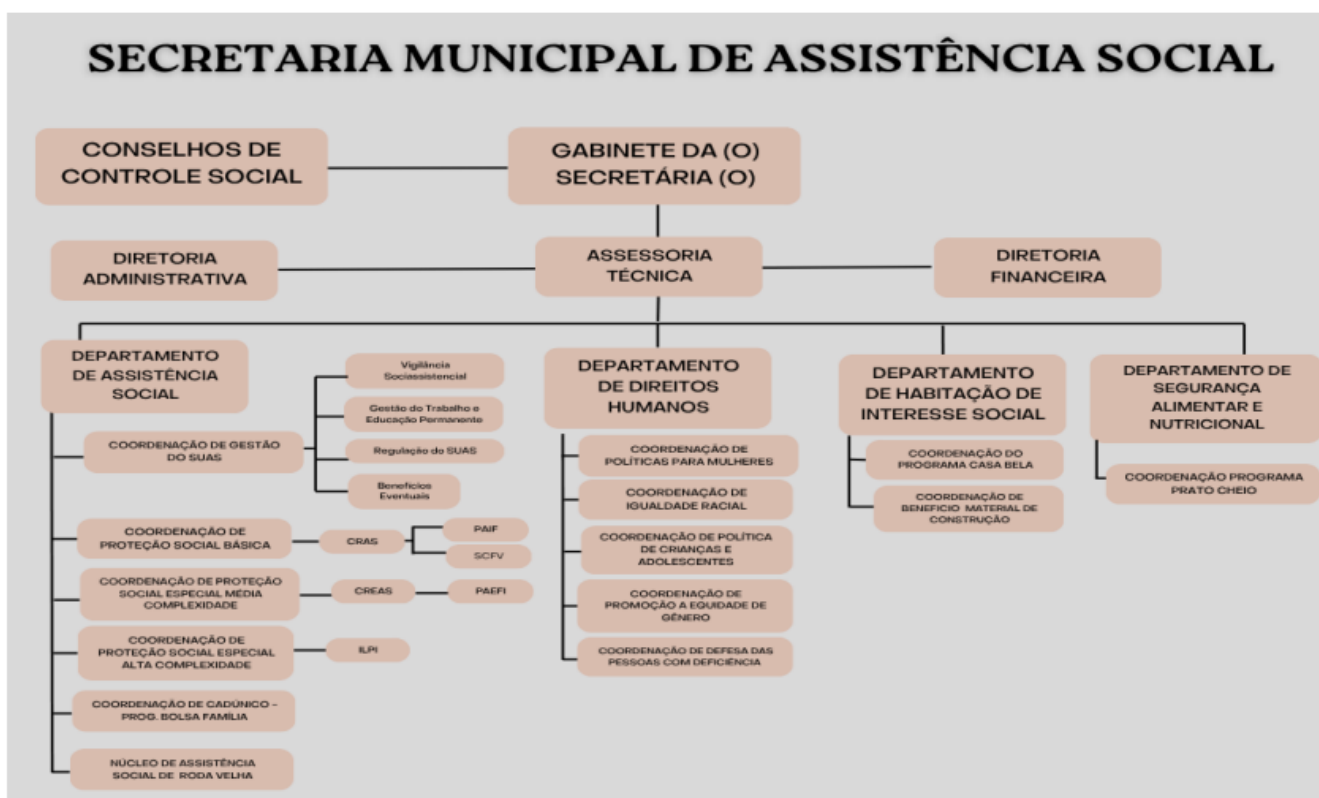 SECRETARIA MUNICIPAL DE ASSISTÊNCIA SOCIAL
CONSELHOS DE
CONTROLE SOCIAL
GABINETE DA (O)
SECRETÁRIA (O)
DIRETORIA
ADMINISTRATIVA
ASSESSORIA
TÉCNICA
DIRETORIA
FINANCEIRA
DEPARTAMENTO
DE ASSISTÊNCIA
SOCIAL
COORDENAÇÃO DE GESTÃO
DO SUAS
Vigilância
Sociassistencial
Gestão do Trabalho e
Educação Permanente
Regulação do SUAS
Benefícios
Eventuais
COORDENAÇÃO DE
PROTEÇÃO SOCIAL BÁSICA
CRAS
PAIF
SCFV
COORDENAÇÃO DE PROTEÇÃO
SOCIAL ESPECIAL MÉDIA
COMPLEXIDADE
CREAS
PAEFI
COORDENAÇÃO DE
PROTEÇÃO SOCIAL ESPECIAL
ALTA COMPLEXIDADE
ILPI
COORDENAÇÃO DE CADÚNICO –
PROG. BOLSA FAMÍLIA
NÚCLEO DE ASSISTÊNCIA
SOCIAL DE RODA VELHA
DEPARTAMENTO
DE DIREITOS
HUMANOS
COORDENAÇÃO DE
POLÍTICAS PARA MULHERES
COORDENAÇÃO DE
IGUALDADE RACIAL
COORDENAÇÃO DE POLÍTICA
DE CRIANÇAS E
ADOLESCENTES
COORDENAÇÃO DE
PROMOÇÃO A EQUIDADE DE
GÊNERO
COORDENAÇÃO DE DEFESA DAS
PESSOAS COM DEFICIÊNCIA
DEPARTAMENTO
DE HABITAÇÃO DE
INTERESSE SOCIAL
COORDENAÇÃO DO
PROGRAMA CASA BELA
COORDENAÇÃO DE
BENEFICIO MATERIAL DE
CONSTRUÇÃO
DEPARTAMENTO DE
SEGURANÇA
ALIMENTAR E
NUTRICIONAL
COORDENAÇÃO PROGRAMA
PRATO CHEIO